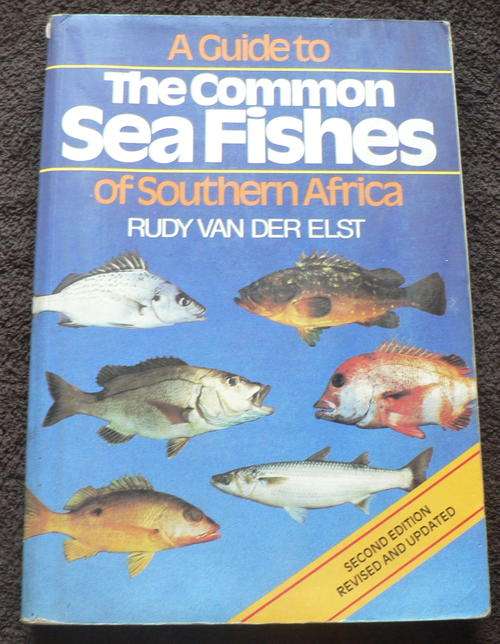 A Guide to
The Common
Sea Fishes
of Southern Africa
RUDY VAN DER ELST
SECOND EDITION
REVISED AND UPDATED